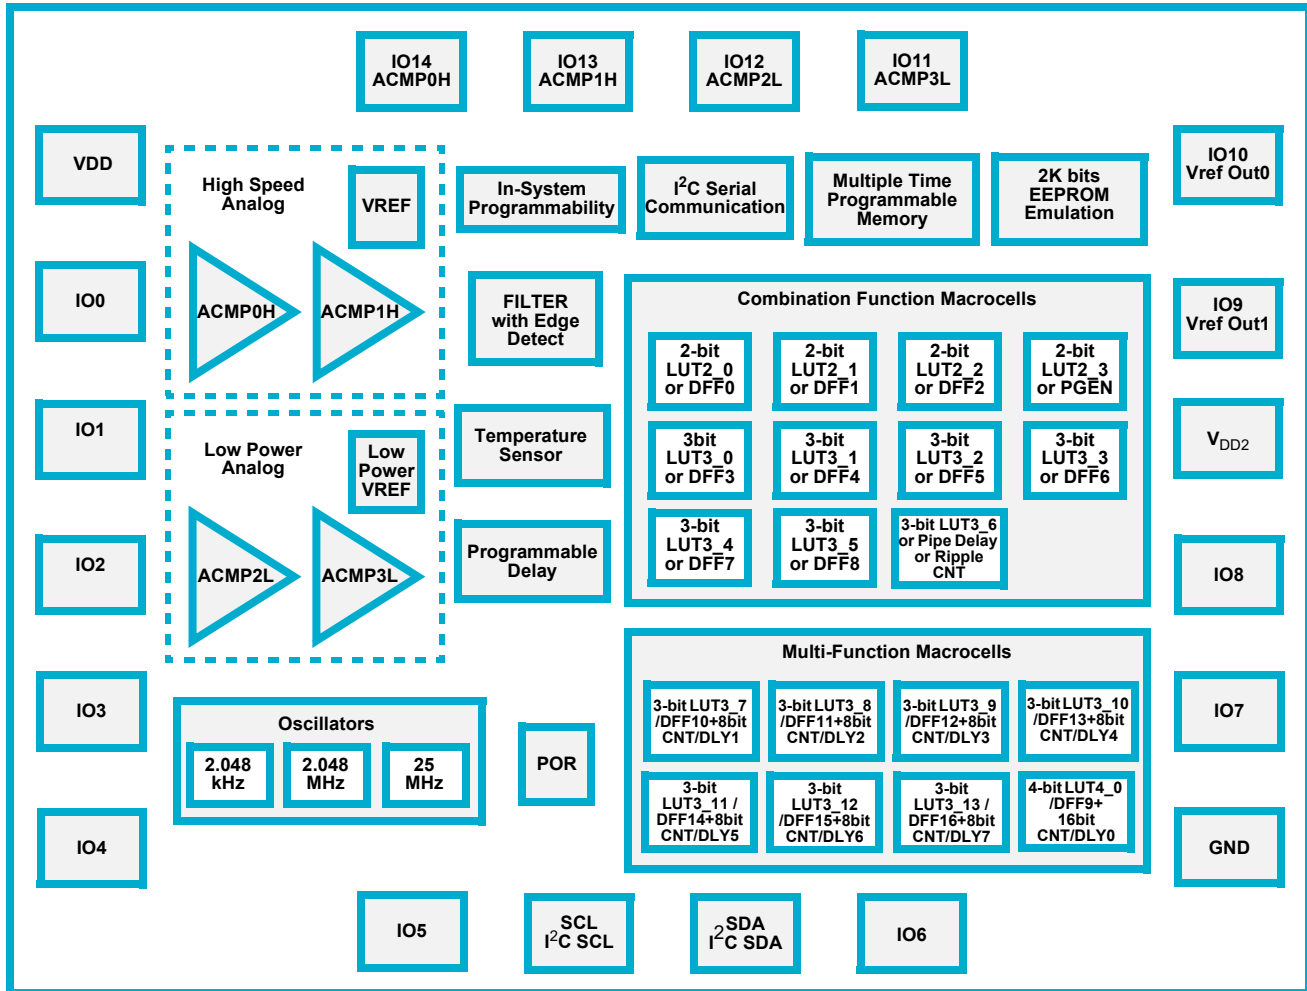 IO14
ACMP0H
IO13
ACMP1H
IO12
ACMP2L
IO11
ACMP3L
VDD
IO0
IO1
IO2
IO3
IO4
High Speed
Analog
VREF
ACMP0H
ACMP1H
Low Power
Analog
Low
Power
VREF
ACMP2L
ACMP3L
In-System
Programmability
I²C Serial
Communication
Multiple Time
Programmable
Memory
2K bits
EEPROM
Emulation
FILTER
with Edge
Detect
Temperature
Sensor
Programmable
Delay
Combination Function Macrocells
2-bit
LUT2_0
or DFF0
2-bit
LUT2_1
or DFF1
2-bit
LUT2_2
or DFF2
2-bit
LUT2_3
or PGEN
3bit
LUT3_0
or DFF3
3-bit
LUT3_1
or DFF4
3-bit
LUT3_2
or DFF5
3-bit
LUT3_3
or DFF6
3-bit
LUT3_4
or DFF7
3-bit
LUT3_5
or DFF8
3-bit LUT3_6
or Pipe Delay
or Ripple
CNT
Multi-Function Macrocells
3-bit LUT3_7
/DFF10+8bit
CNT/DLY1
3-bit LUT3_8
/DFF11+8bit
CNT/DLY2
3-bit LUT3_9
/DFF12+8bit
CNT/DLY3
3-bit LUT3_10
/DFF13+8bit
CNT/DLY4
3-bit
LUT3_11 /
DFF14+8bit
CNT/DLY5
3-bit
LUT3_12
/DFF15+8bit
CNT/DLY6
3-bit
LUT3_13 /
DFF16+8bit
CNT/DLY7
4-bit LUT4_0
/DFF9+
16bit
CNT/DLY0
Oscillators
2.048
kHz
2.048
MHz
25
MHz
POR
IO10
Vref Out0
IO9
Vref Out1
VDD2
IO8
IO7
GND
IO5
SCL
I²C SCL
SDA
I²C SDA
IO6